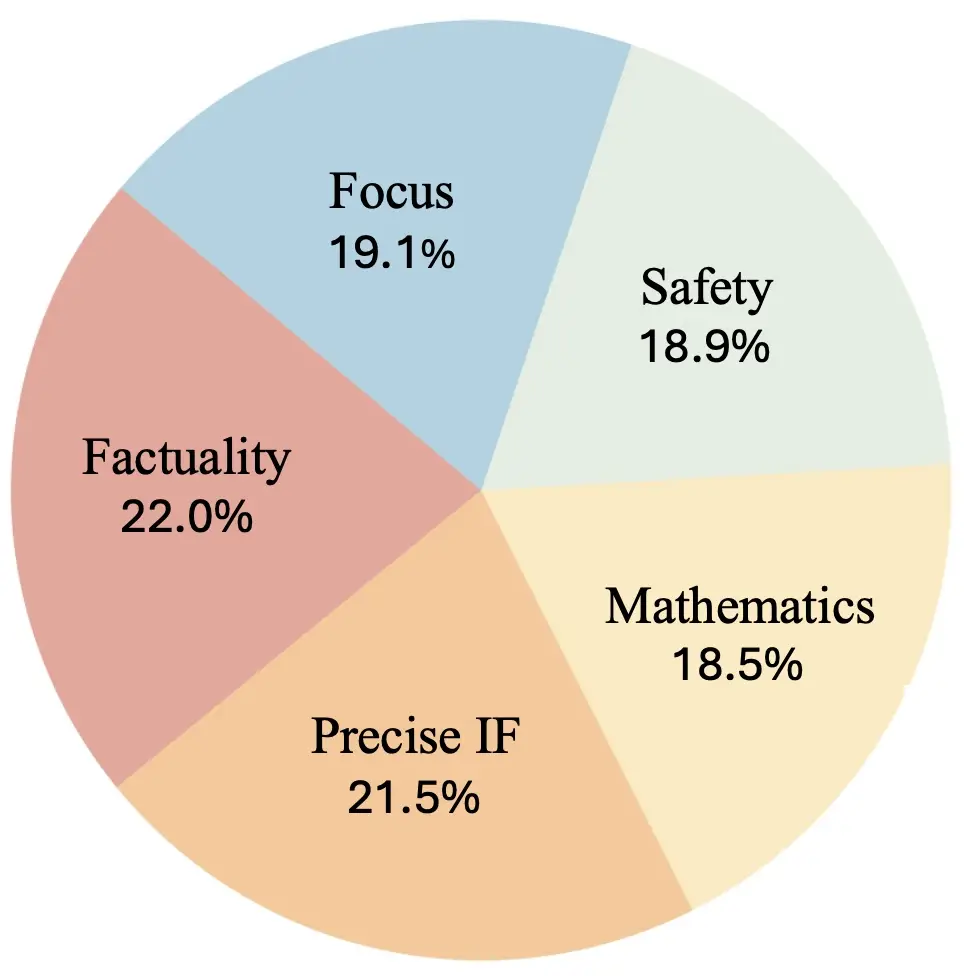 Focus
19.1%
Safety
18.9%
Factuality
22.0%
Mathematics
18.5%
Precise IF
21.5%